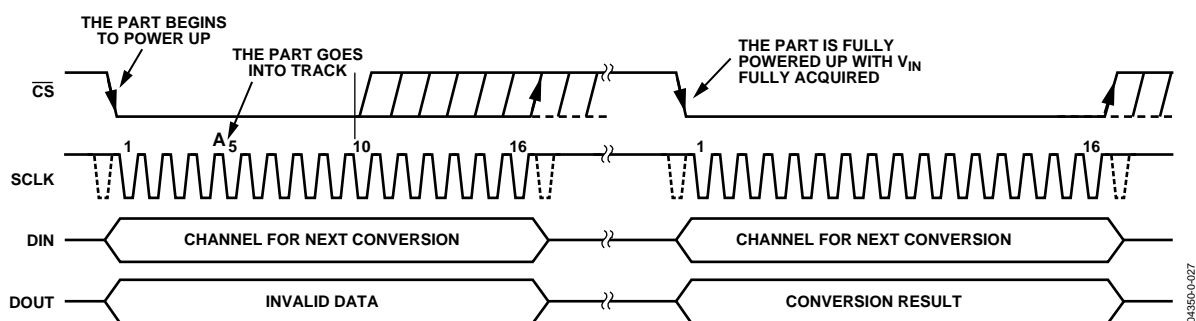 THE PART BEGINS
TO POWER UP
THE PART GOES
INTO TRACK
THE PART IS FULLY
POWERED UP WITH VIN
FULLY ACQUIRED
CS
A
1 5 10 16 1 16
SCLK
DIN CHANNEL FOR NEXT CONVERSION CHANNEL FOR NEXT CONVERSION
DOUT INVALID DATA CONVERSION RESULT
04350-0-027